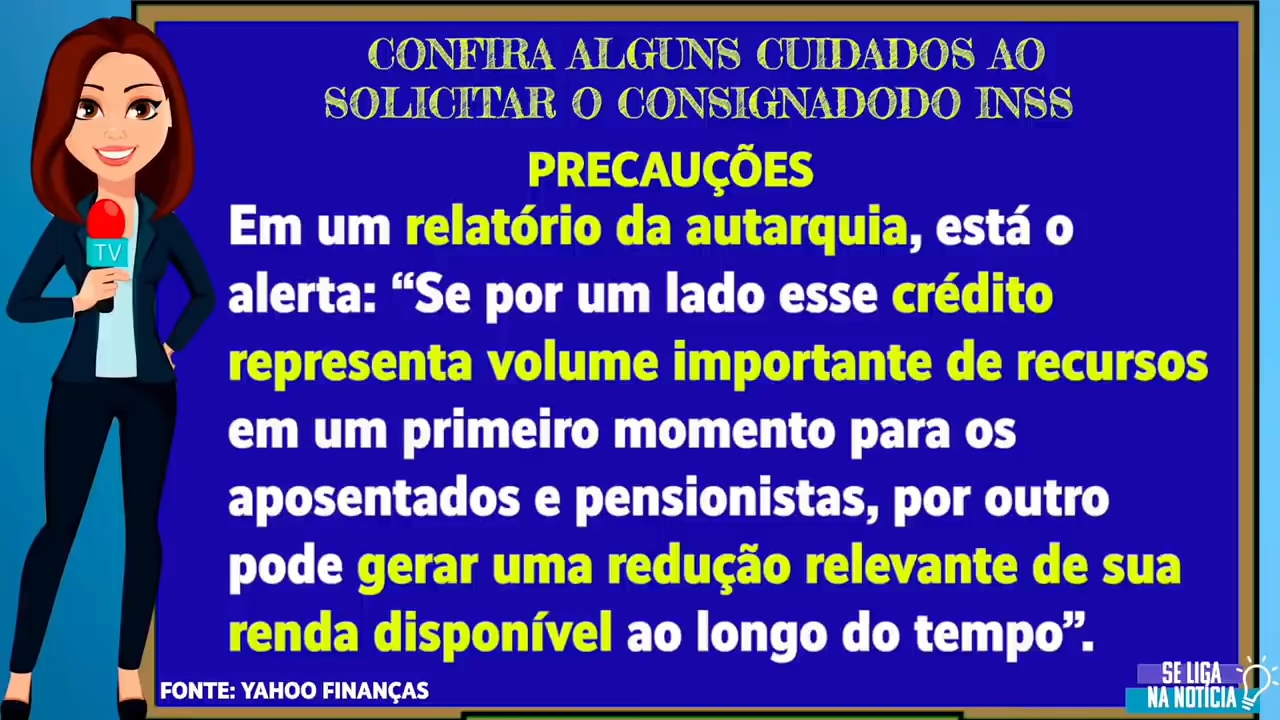 CONFIRA ALGUNS CUIDADOS AO
SOLICITAR O CONSIGNADODO INSS
PRECAUÇÕES
Em um relatório da autarquia, está o
alerta: “Se por um lado esse crédito
representa volume importante de recursos
em um primeiro momento para os
aposentados e pensionistas, por outro
pode gerar uma redução relevante de sua
renda disponível ao longo do tempo”.
TV
FONTE: YAHOO FINANÇAS
SE LIGA
NA NOTÍCIA